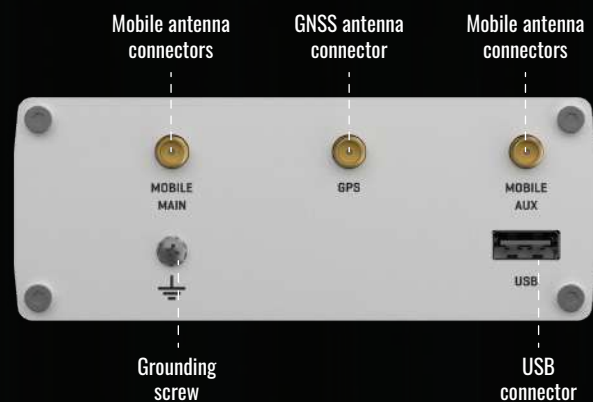 Mobile antenna
connectors
GNSS antenna
connector
Mobile antenna
connectors
MOBILE
MAIN
GPS
MOBILE
AUX
USB
Grounding
screw
USB
connector